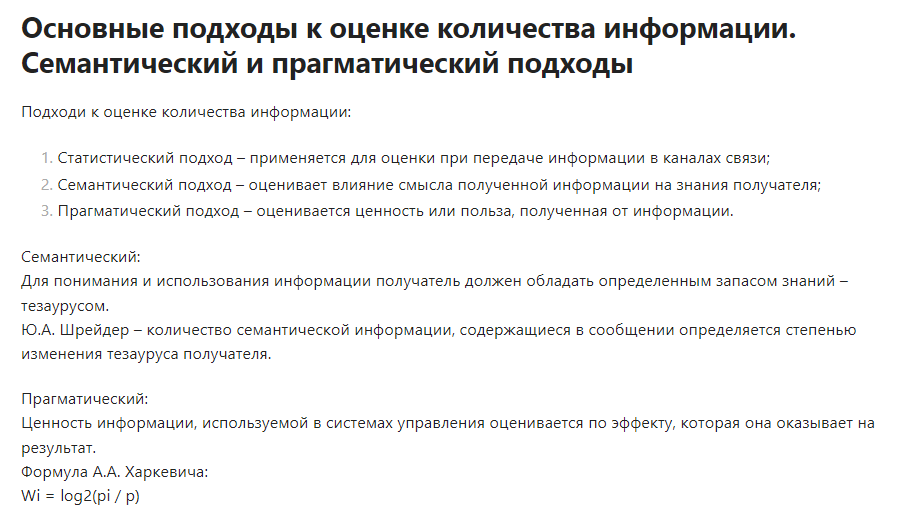 Основные подходы к оценке количества информации.
Семантический и прагматический подходы
Подходи к оценке количества информации:
1. Статистический подход – применяется для оценки при передаче информации в каналах связи;
2. Семантический подход – оценивает влияние смысла полученной информации на знания получателя;
3. Прагматический подход – оценивается ценность или польза, полученная от информации.
Семантический:
Для понимания и использования информации получатель должен обладать определенным запасом знаний –
тезаурусом.
Ю.А. Шрейдер – количество семантической информации, содержащиеся в сообщении определяется степенью
изменения тезауруса получателя.
Прагматический:
Ценность информации, используемой в системах управления оценивается по эффекту, которая она оказывает на
результат.
Формула А.А. Харкевича:
Wi = log2(pi / p)